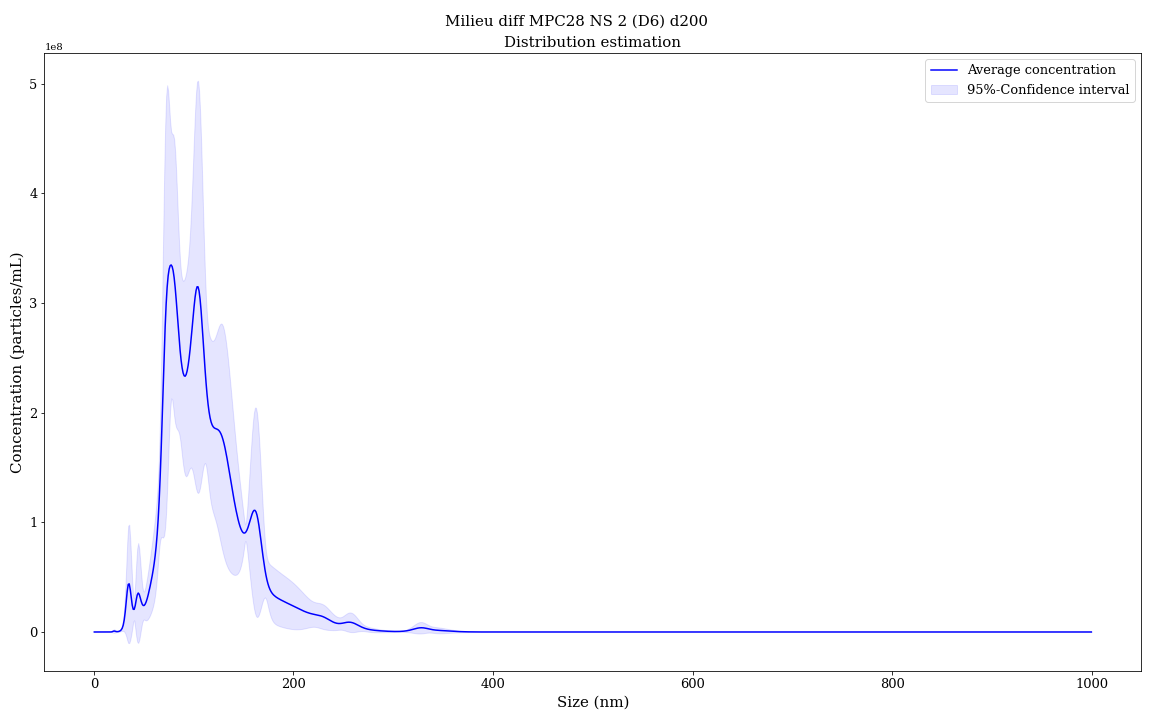 Milieu diff MPC28 NS 2 (D6) d200
Distribution estimation
1e8
Average concentration
95%-Confidence interval
5
4
3
2
1
0
Concentration (particles/mL)
0 200 400 600 800 1000
Size (nm)